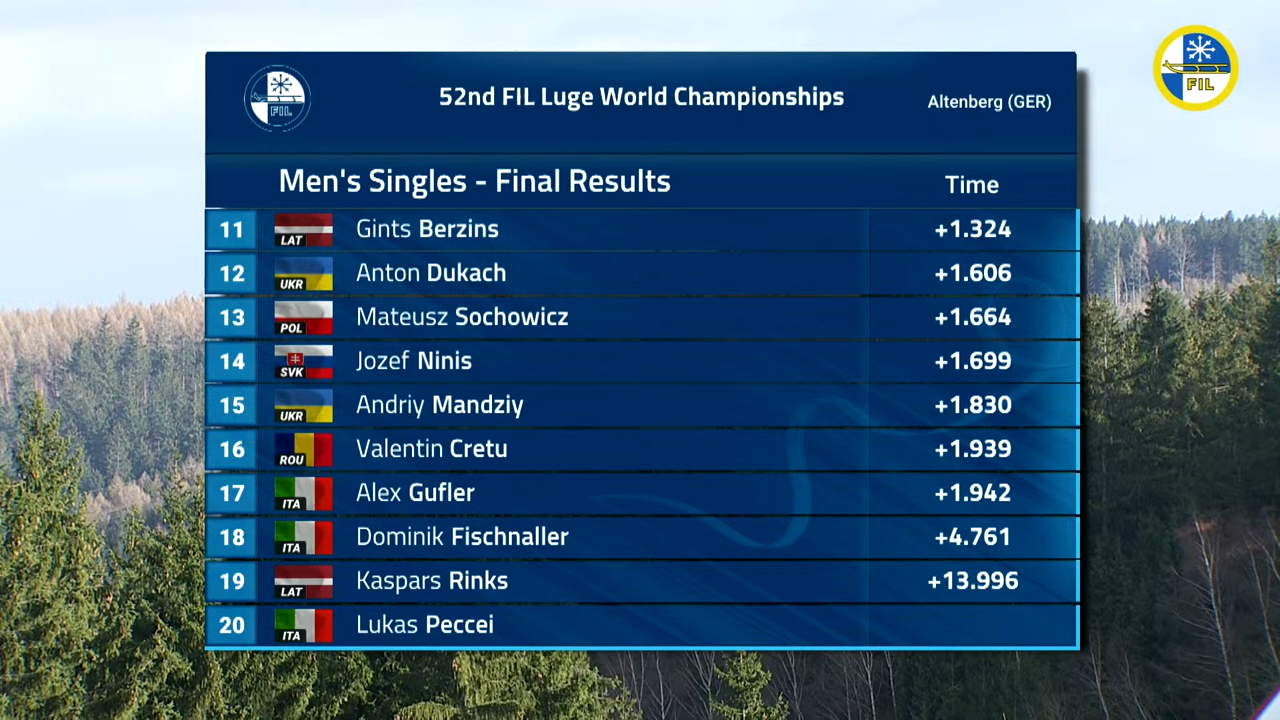 52nd FIL Luge World Championships
Altenberg (GER)
FIL
FIL
Men's Singles - Final Results Time
11 LAT Gints Berzins +1.324
12 UKR Anton Dukach +1.606
13 POL Mateusz Sochowicz +1.664
14 SVK Jozef Ninis +1.699
15 UKR Andriy Mandziy +1.830
16 ROU Valentin Cretu +1.939
17 ITA Alex Gufler +1.942
18 ITA Dominik Fischnaller +4.761
19 LAT Kaspars Rinks +13.996
20 ITA Lukas Peccei